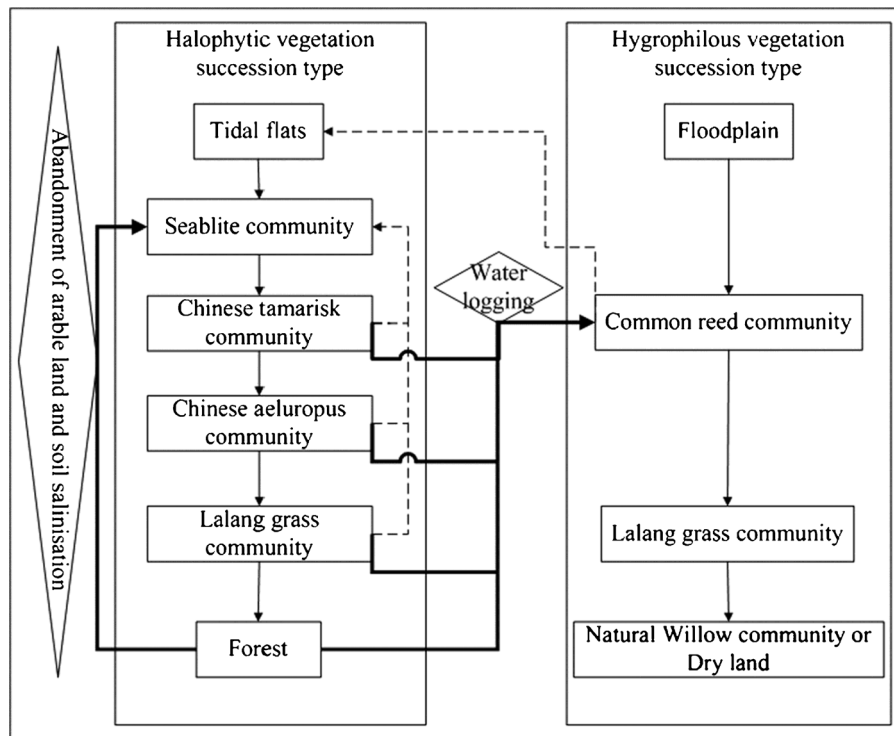 Abandonment of arable land and soil salinisation
Halophytic vegetation
succession type
Tidal flats
Seablite community
Chinese tamarisk
community
Chinese aeluropus
community
Lalang grass
community
Forest
Water
logging
Hygrophilous vegetation
succession type
Floodplain
Common reed community
Lalang grass community
Natural Willow community or
Dry land